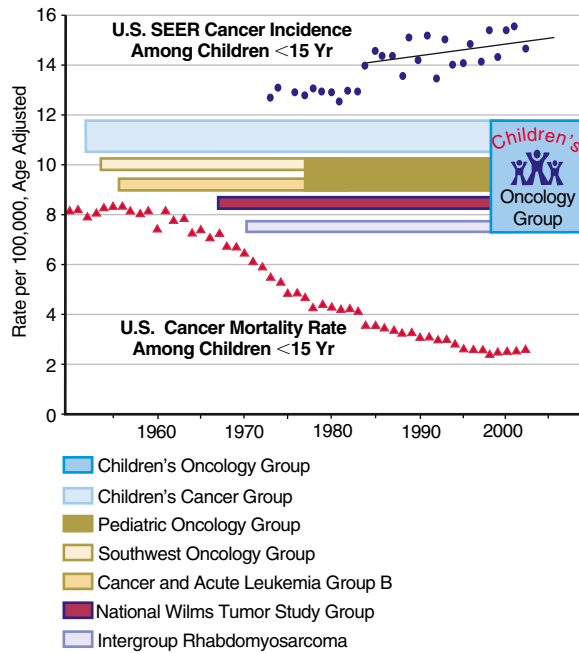 U.S. SEER Cancer Incidence
Among Children <15 Yr
16
14
12
10
8
6
4
2
0
Rate per 100,000, Age Adjusted
Children's
Oncology
Group
U.S. Cancer Mortality Rate
Among Children <15 Yr
1960
1970
1980
1990
2000
Children's Oncology Group
Children's Cancer Group
Pediatric Oncology Group
Southwest Oncology Group
Cancer and Acute Leukemia Group B
National Wilms Tumor Study Group
Intergroup Rhabdomyosarcoma